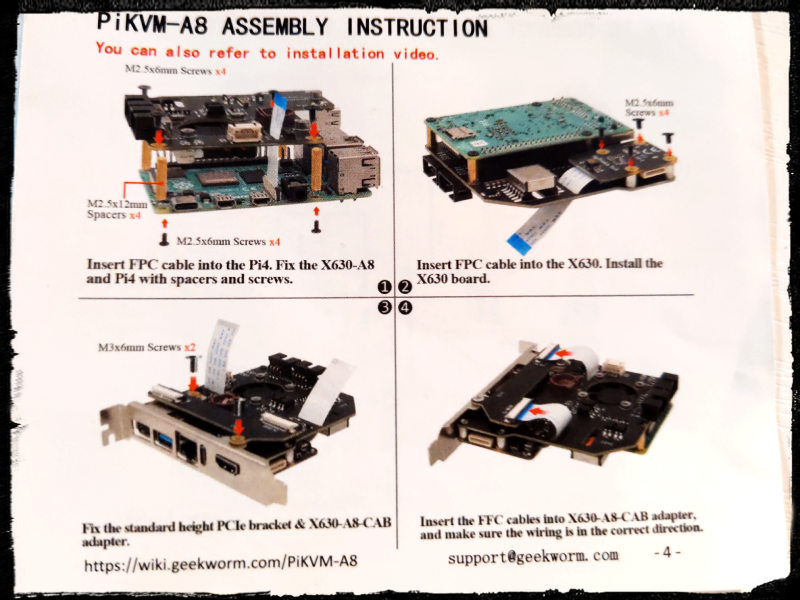 PiKVM-A8 ASSEMBLY INSTRUCTION
You can also refer to installation video.
M2.5x6mm Screws x4
M2.5x12mm
Spacers x4
M2.5x6mm Screws x4
Insert FPC cable into the Pi4. Fix the X630-A8
and Pi4 with spacers and screws.
1
M2.5x6mm
Screws x4
Insert FPC cable into the X630. Install the
X630 board.
2
3
M3x6mm Screws x2
Fix the standard height PCIe bracket & X630-A8-CAB
adapter.
4
Insert the FFC cables into X630-A8-CAB adapter,
and make sure the wiring is in the correct direction.
https://wiki.geekworm.com/PiKVM-A8
support@geekworm.com
-4-